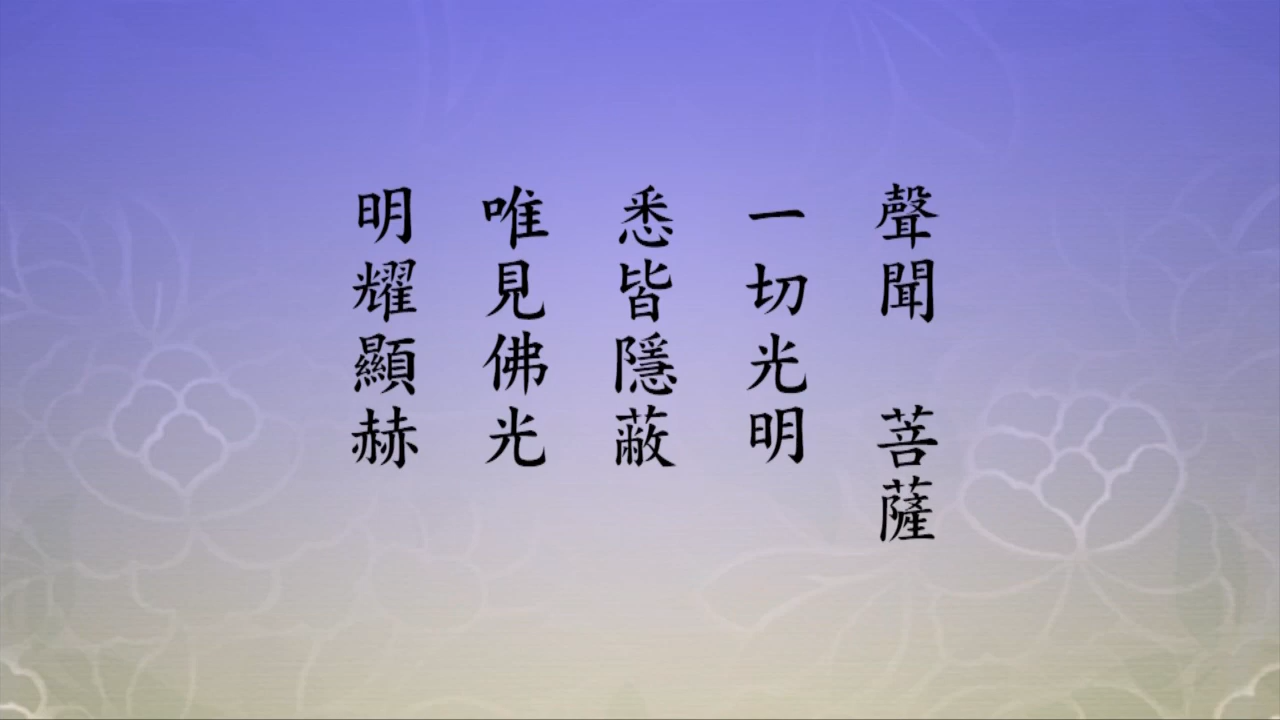 聲聞　菩薩
一切光明
悉皆隱蔽
唯見佛光
明耀顯赫